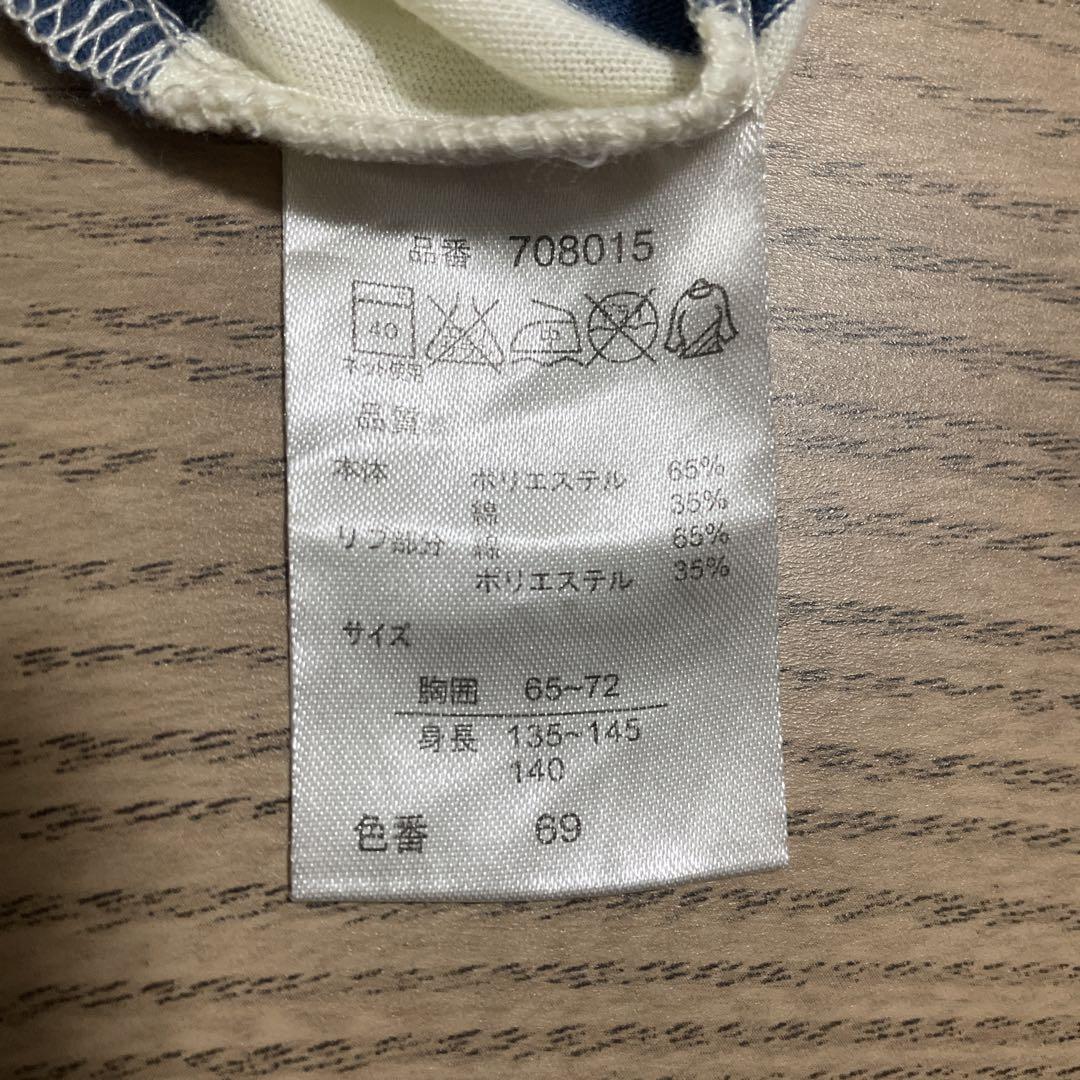 品番 708015
40
ネット使用
品質
本体 ポリエステル 65%
綿 35%
リブ部分 綿 65%
ポリエステル 35%
サイズ
胸囲 65~72
身長 135~145
140
色番 69